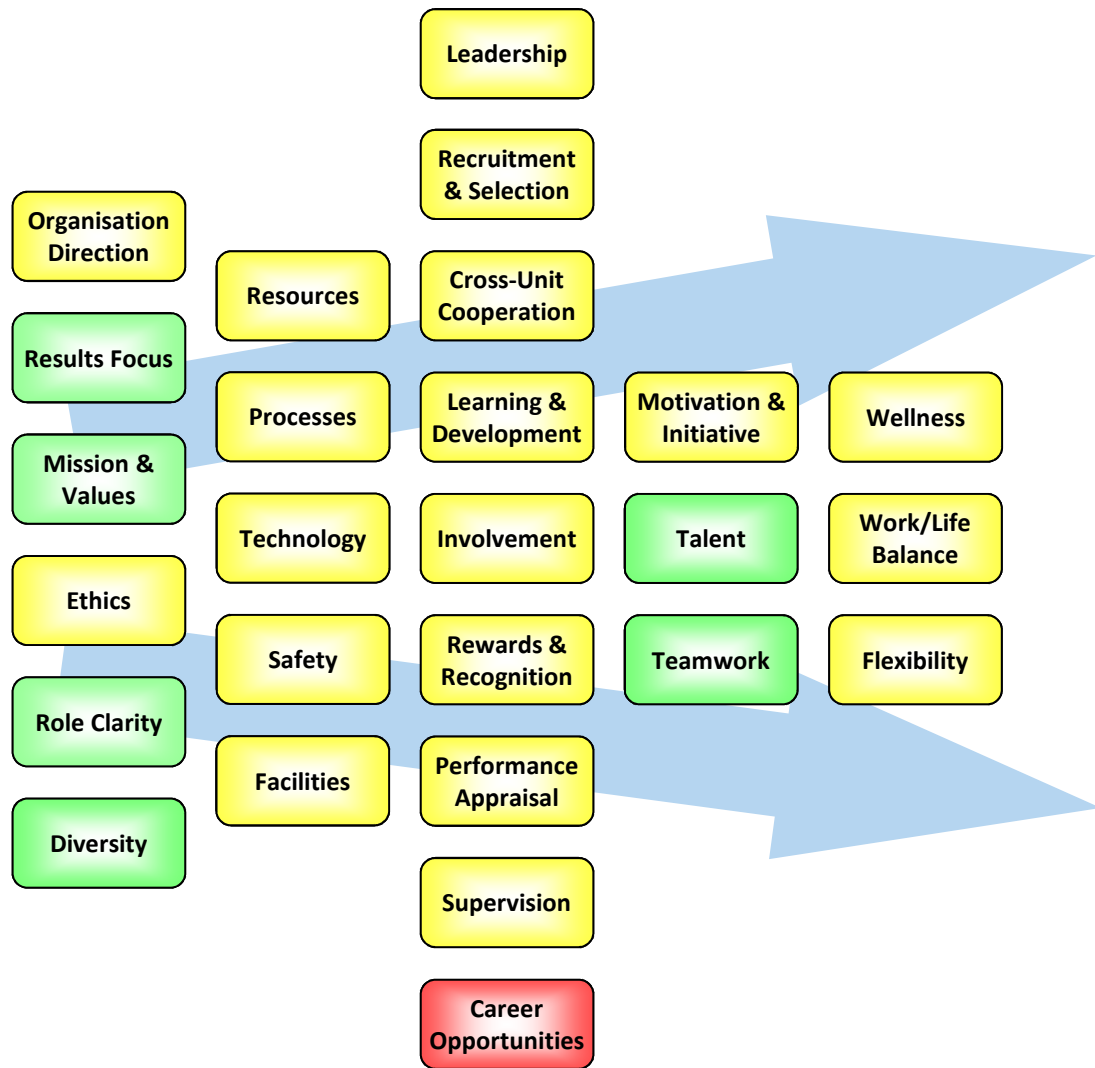 Leadership
Recruitment
& Selection
Organisation
Direction
Resources
Cross-Unit
Cooperation
Results Focus
Processes
Learning &
Development
Motivation &
Initiative
Wellness
Mission &
Values
Technology
Involvement
Talent
Work/Life
Balance
Ethics
Safety
Rewards &
Recognition
Teamwork
Flexibility
Role Clarity
Facilities
Performance
Appraisal
Diversity
Supervision
Career
Opportunities